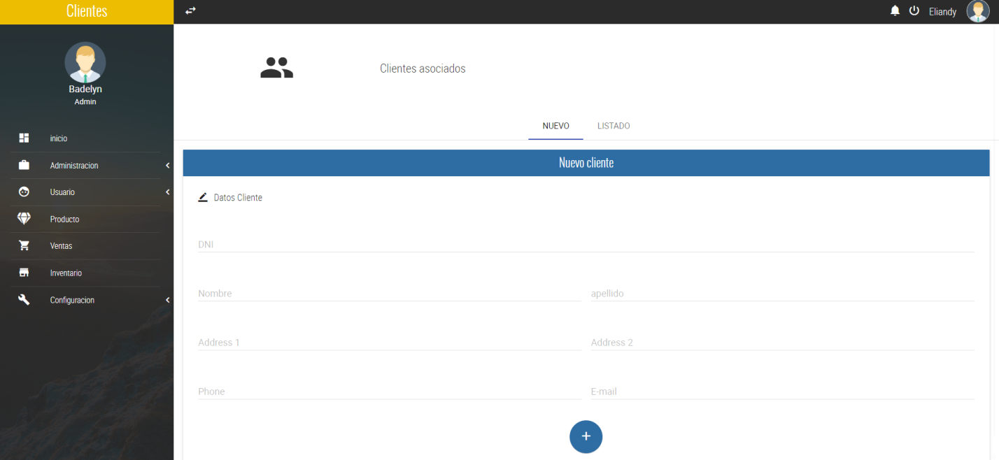 Clientes
Eliandy
Badelyn
Admin
inicio
Administracion
Usuario
Producto
Ventas
Inventario
Configuracion
Clientes asociados
NUEVO LISTADO
Nuevo cliente
Datos Cliente
DNI
Nombre apellido
Address 1 Address 2
Phone E-mail